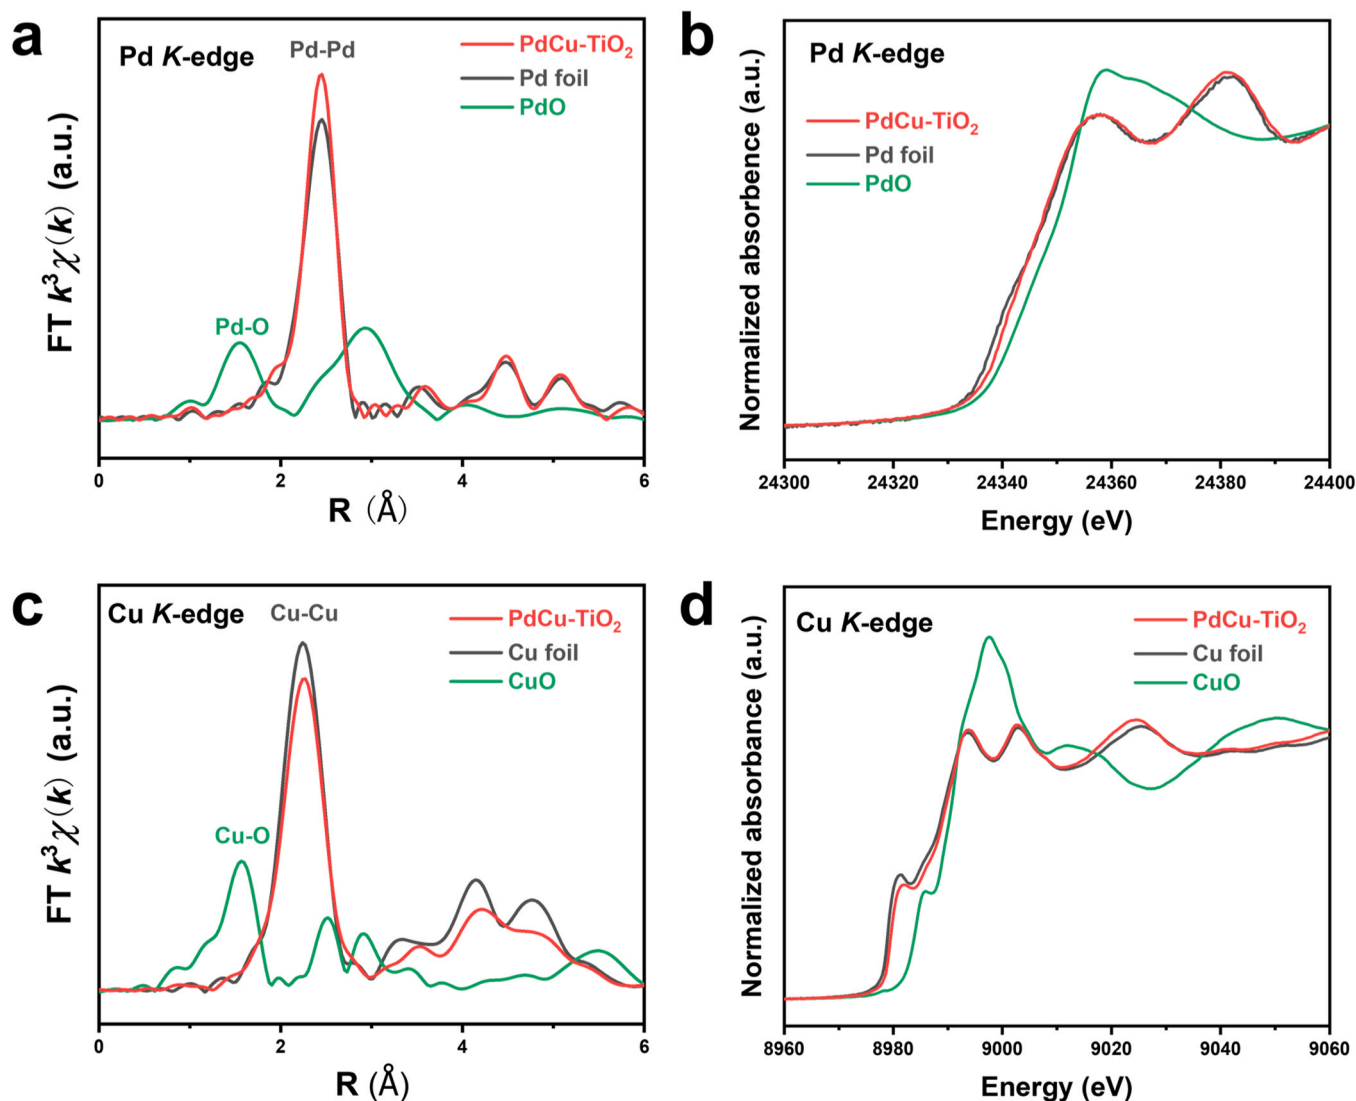 a
Pd K-edge
Pd-Pd
PdCu-TiO₂
Pd foil
PdO
Pd-O
FT k³χ(k) (a.u.)
0 2 4 6
R (Å)
b
Pd K-edge
PdCu-TiO₂
Pd foil
PdO
Normalized absorbence (a.u.)
24300 24320 24340 24360 24380 24400
Energy (eV)
c
Cu K-edge
Cu-Cu
PdCu-TiO₂
Cu foil
CuO
Cu-O
FT k³χ(k) (a.u.)
0 2 4 6
R (Å)
d
Cu K-edge
PdCu-TiO₂
Cu foil
CuO
Normalized absorbance (a.u.)
8960 8980 9000 9020 9040 9060
Energy (eV)